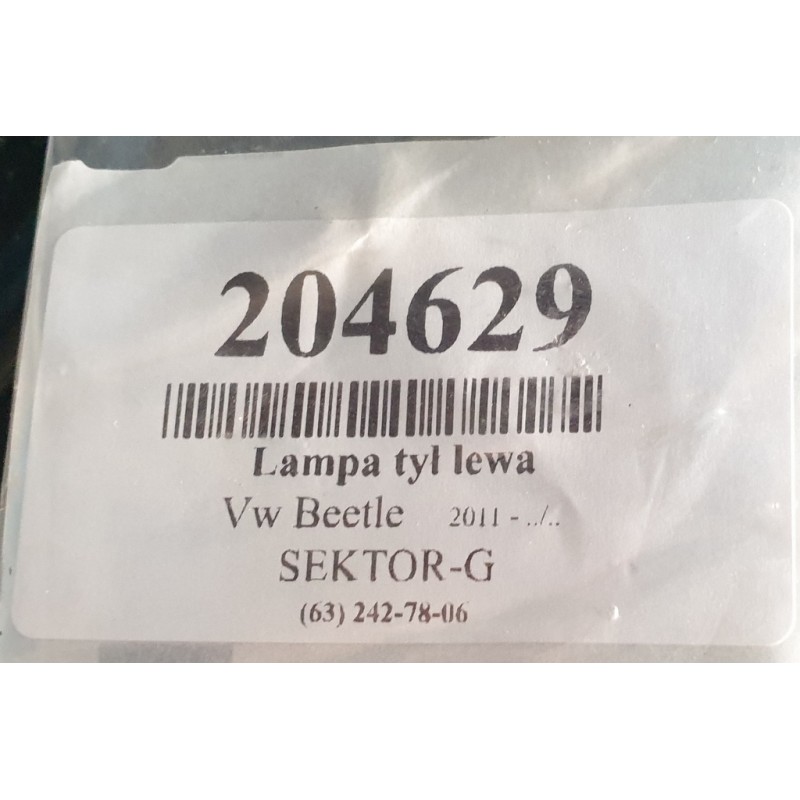 204629
Lampa tył lewa
Vw Beetle 2011 - ../..
SEKTOR-G
(63) 242-78-06